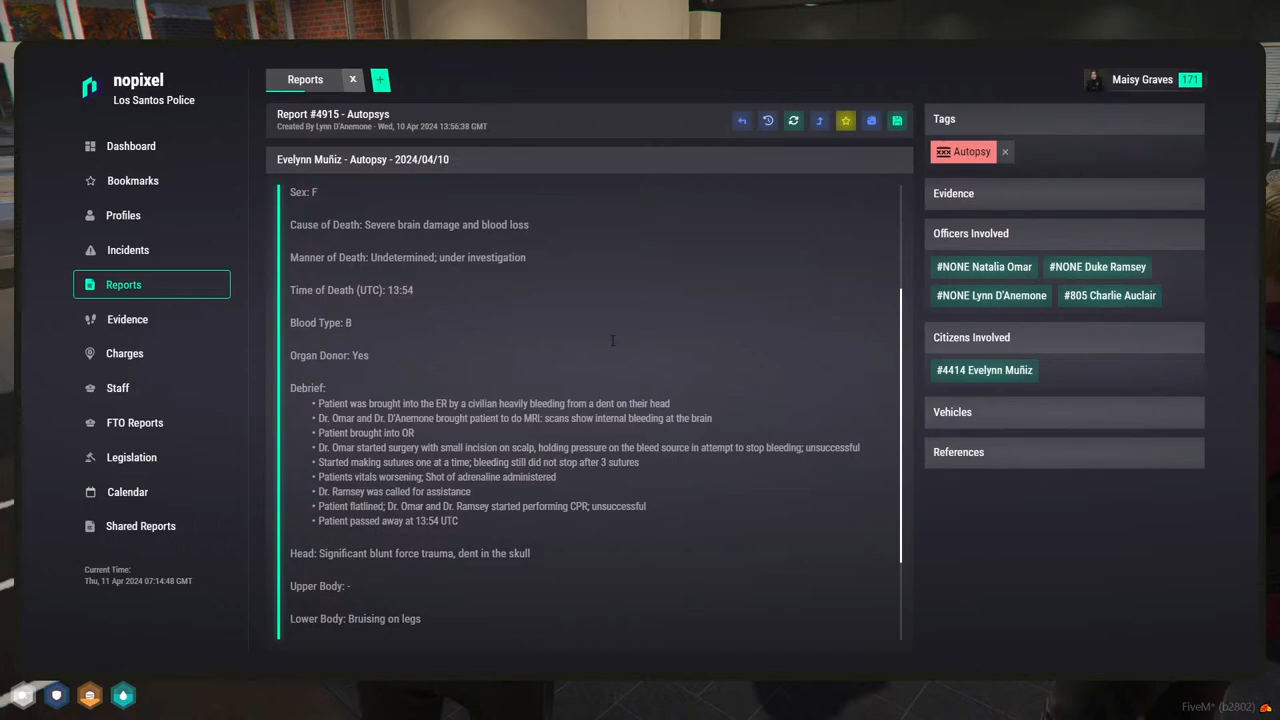 nopixel
Los Santos Police
Dashboard
Bookmarks
Profiles
Incidents
Reports
Evidence
Charges
Staff
FTO Reports
Legislation
Calendar
Shared Reports
Current Time:
Thu, 11 Apr 2024 07:14:48 GMT
Reports x +
Report #4915 - Autopsys
Created By Lynn D'Anemone - Wed, 10 Apr 2024 13:56:38 GMT
Evelynn Muñiz - Autopsy - 2024/04/10
Sex: F
Cause of Death: Severe brain damage and blood loss
Manner of Death: Undetermined; under investigation
Time of Death (UTC): 13:54
Blood Type: B
Organ Donor: Yes
Debrief:
• Patient was brought into the ER by a civilian heavily bleeding from a dent on their head
• Dr. Omar and Dr. D'Anemone brought patient to do MRI: scans show internal bleeding at the brain
• Patient brought into OR
• Dr. Omar started surgery with small incision on scalp, holding pressure on the bleed source in attempt to stop bleeding; unsuccessful
• Started making sutures one at a time; bleeding still did not stop after 3 sutures
• Patients vitals worsening; Shot of adrenaline administered
• Dr. Ramsey was called for assistance
• Patient flatlined; Dr. Omar and Dr. Ramsey started performing CPR; unsuccessful
• Patient passed away at 13:54 UTC
Head: Significant blunt force trauma, dent in the skull
Upper Body: -
Lower Body: Bruising on legs
Maisy Graves 171
Tags
Autopsy ×
Evidence
Officers Involved
#NONE Natalia Omar #NONE Duke Ramsey
#NONE Lynn D'Anemone #805 Charlie Auclair
Citizens Involved
#4414 Evelynn Muñiz
Vehicles
References
FiveM* (b2802)